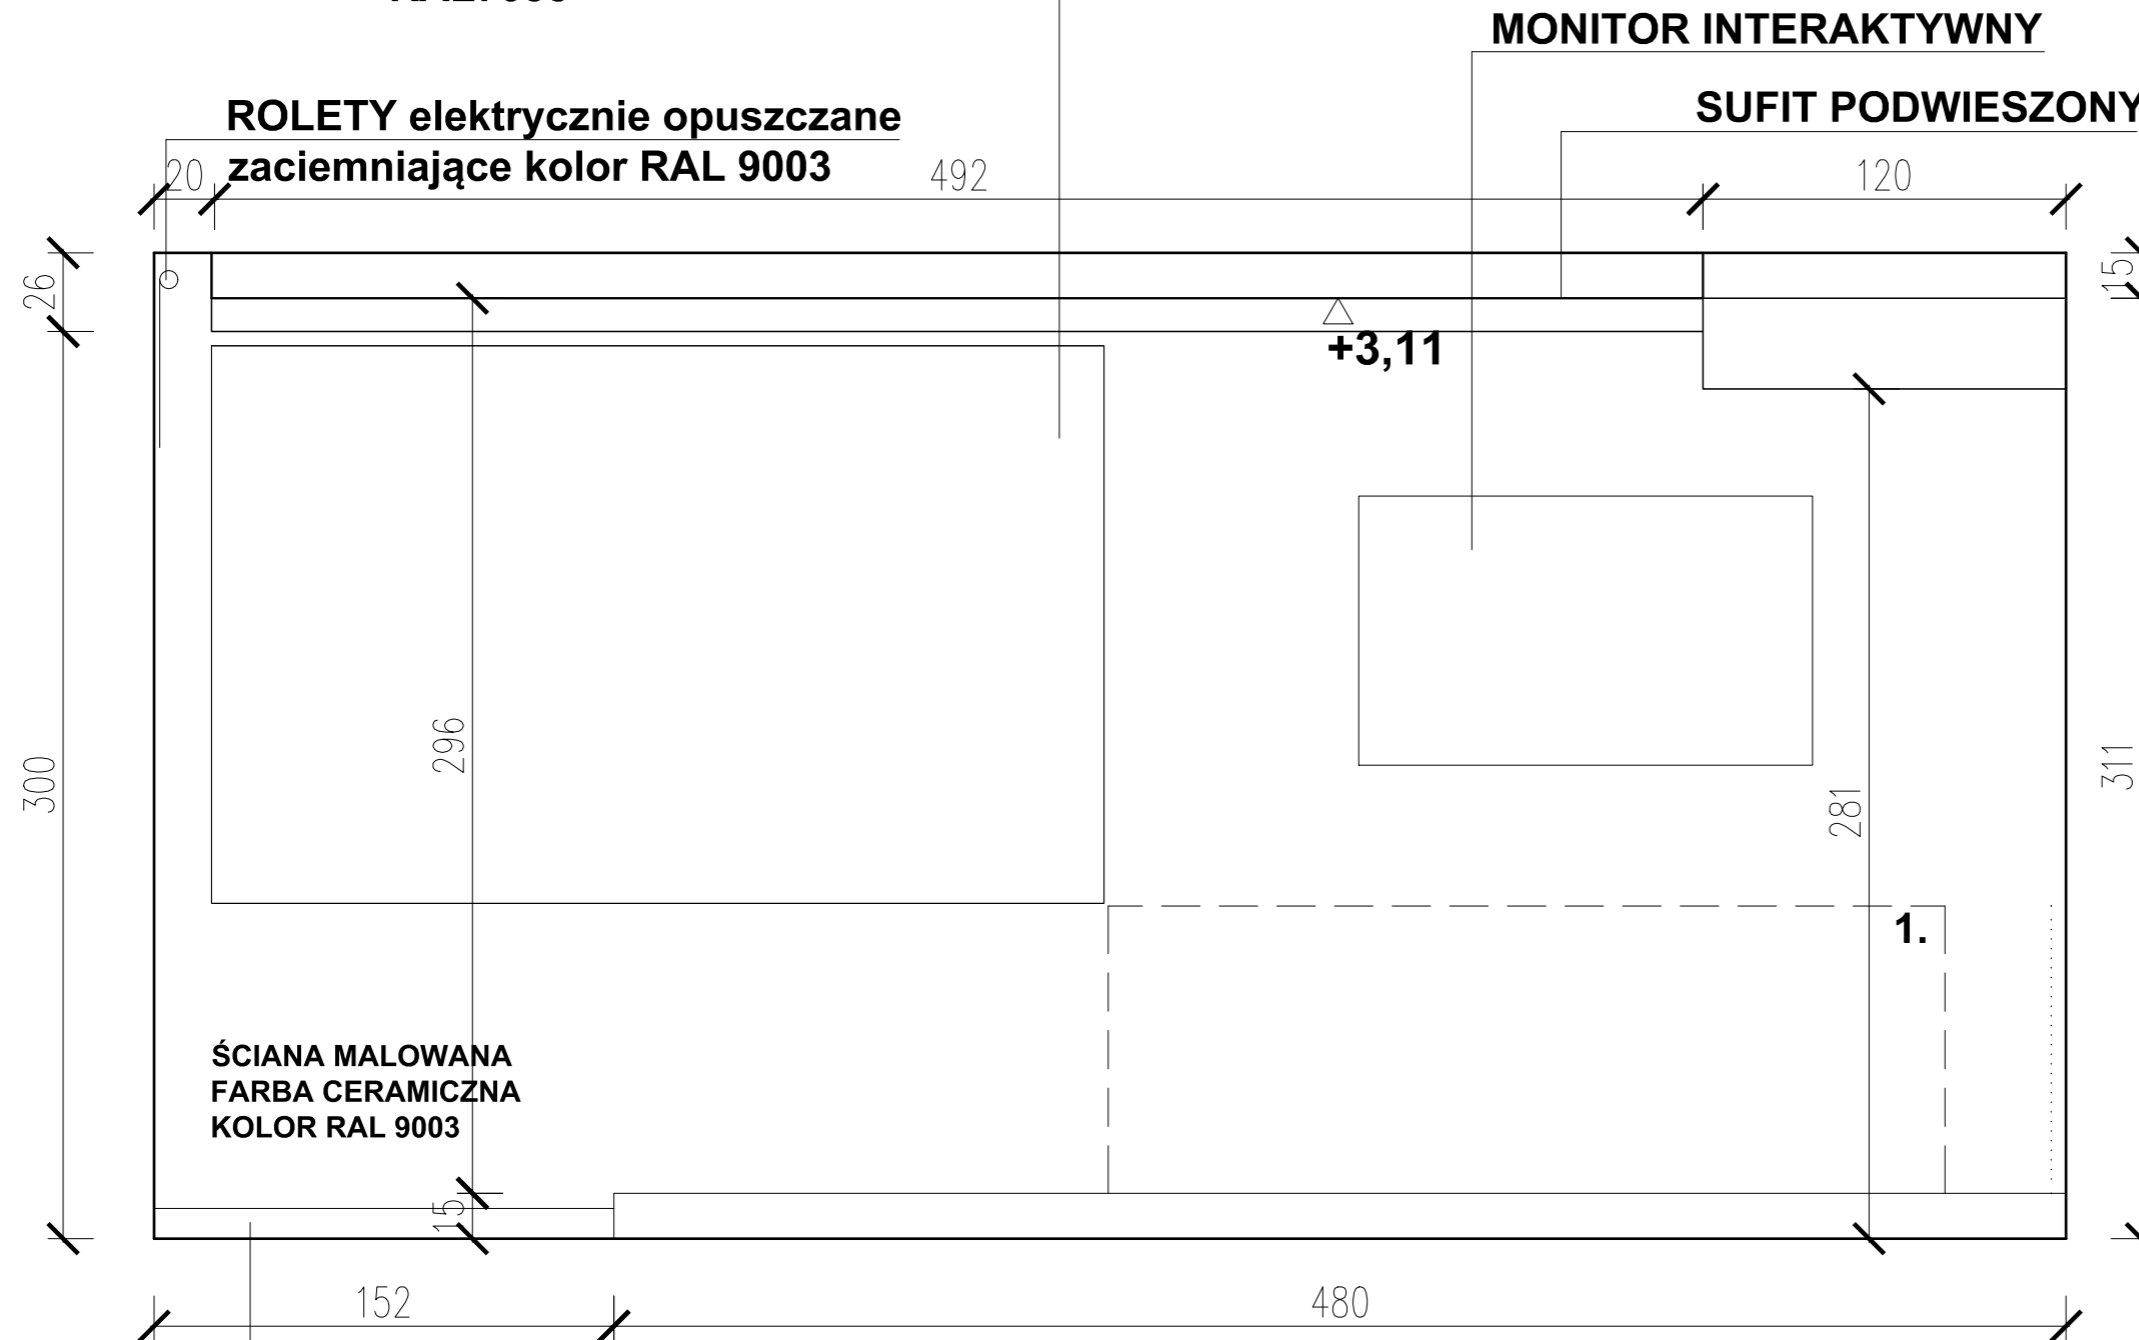 MONITOR INTERAKTYWNY
SUFIT PODWIESZONY
ROLETY elektrycznie opuszczane
zaciemniające kolor RAL 9003
20
492
120
26
15
+3,11
296
300
311
281
1.
ŚCIANA MALOWANA
FARBA CERAMICZNA
KOLOR RAL 9003
15
152
480